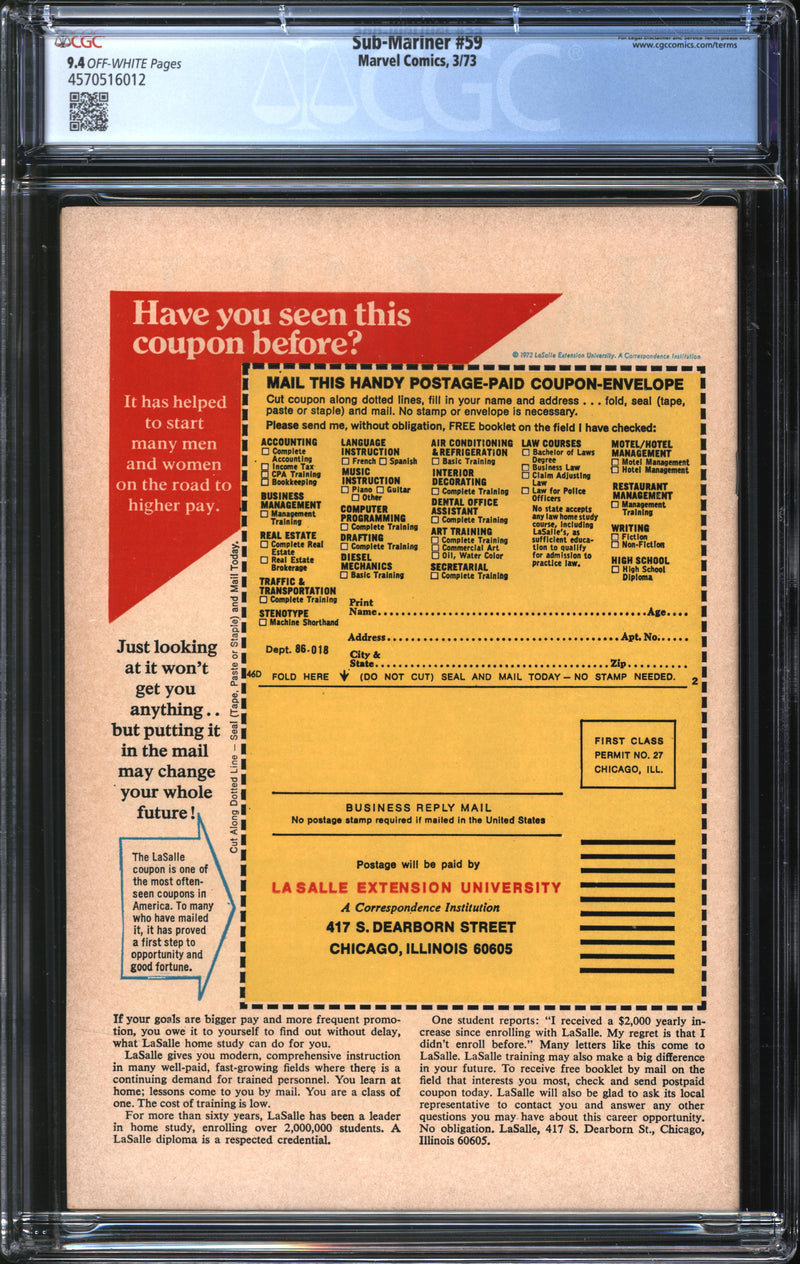 CGC
9.4 OFF-WHITE Pages
4570516012
Sub-Mariner #59
Marvel Comics, 3/73
www.cgccomics.com/terms
CGC
Have you seen this
coupon before?
© 1972 LaSalle Extension University. A Correspondence Institution
It has helped
to start
many men
and women
on the road to
higher pay.
Just looking
at it won't
get you
anything . .
but putting it
in the mail
may change
your whole
future!
The LaSalle
coupon is one of
the most often-
seen coupons in
America. To many
who have mailed
it, it has proved
a first step to
opportunity and
good fortune.
Cut Along Dotted Line — Seal (Tape, Paste or Staple) and Mail Today.
MAIL THIS HANDY POSTAGE-PAID COUPON-ENVELOPE
Cut coupon along dotted lines, fill in your name and address . . . fold, seal (tape,
paste or staple) and mail. No stamp or envelope is necessary.
Please send me, without obligation, FREE booklet on the field I have checked:
ACCOUNTING
☐ Complete
Accounting
☐ Income Tax
☐ CPA Training
☐ Bookkeeping
BUSINESS
MANAGEMENT
☐ Management
Training
REAL ESTATE
☐ Complete Real
Estate
☐ Real Estate
Brokerage
TRAFFIC &
TRANSPORTATION
☐ Complete Training
STENOTYPE
☐ Machine Shorthand
LANGUAGE
INSTRUCTION
☐ French ☐ Spanish
MUSIC
INSTRUCTION
☐ Piano ☐ Guitar
☐ Other
COMPUTER
PROGRAMMING
☐ Complete Training
DRAFTING
☐ Complete Training
DIESEL
MECHANICS
☐ Basic Training
AIR CONDITIONING
& REFRIGERATION
☐ Basic Training
INTERIOR
DECORATING
☐ Complete Training
DENTAL OFFICE
ASSISTANT
☐ Complete Training
ART TRAINING
☐ Complete Training
☐ Commercial Art
☐ Oil, Water Color
SECRETARIAL
☐ Complete Training
LAW COURSES
☐ Bachelor of Laws
Degree
☐ Business Law
☐ Claim Adjusting
Law
☐ Law for Police
Officers
No state accepts
any law home study
course, including
LaSalle's, as
sufficient educa-
tion to qualify
for admission to
practice law.
MOTEL/HOTEL
MANAGEMENT
☐ Motel Management
☐ Hotel Management
RESTAURANT
MANAGEMENT
☐ Management
Training
WRITING
☐ Fiction
☐ Non-Fiction
HIGH SCHOOL
☐ High School
Diploma
Print
Name........................................Age....
Address........................................Apt. No......
Dept. 86-018
City &
State........................................Zip..........
46D FOLD HERE (DO NOT CUT) SEAL AND MAIL TODAY — NO STAMP NEEDED. 2
FIRST CLASS
PERMIT NO. 27
CHICAGO, ILL.
BUSINESS REPLY MAIL
No postage stamp required if mailed in the United States
Postage will be paid by
LA SALLE EXTENSION UNIVERSITY
A Correspondence Institution
417 S. DEARBORN STREET
CHICAGO, ILLINOIS 60605
If your goals are bigger pay and more frequent promo-
tion, you owe it to yourself to find out without delay,
what LaSalle home study can do for you.
LaSalle gives you modern, comprehensive instruction
in many well-paid, fast-growing fields where there is a
continuing demand for trained personnel. You learn at
home; lessons come to you by mail. You are a class of
one. The cost of training is low.
For more than sixty years, LaSalle has been a leader
in home study, enrolling over 2,000,000 students. A
LaSalle diploma is a respected credential.
One student reports: "I received a $2,000 yearly in-
crease since enrolling with LaSalle. My regret is that I
didn't enroll before." Many letters like this come to
LaSalle. LaSalle training may also make a big difference
in your future. To receive free booklet by mail on the
field that interests you most, check and send postpaid
coupon today. LaSalle will also be glad to ask its local
representative to contact you and answer any other
questions you may have about this career opportunity.
No obligation. LaSalle, 417 S. Dearborn St., Chicago,
Illinois 60605.